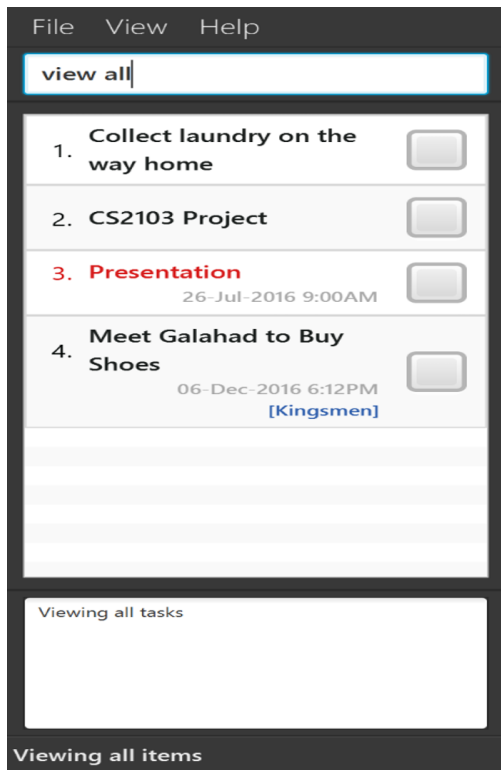 File View Help
view all
1. Collect laundry on the
way home
2. CS2103 Project
3. Presentation
26-Jul-2016 9:00AM
4. Meet Galahad to Buy
Shoes
06-Dec-2016 6:12PM
[Kingsmen]
Viewing all tasks
Viewing all items